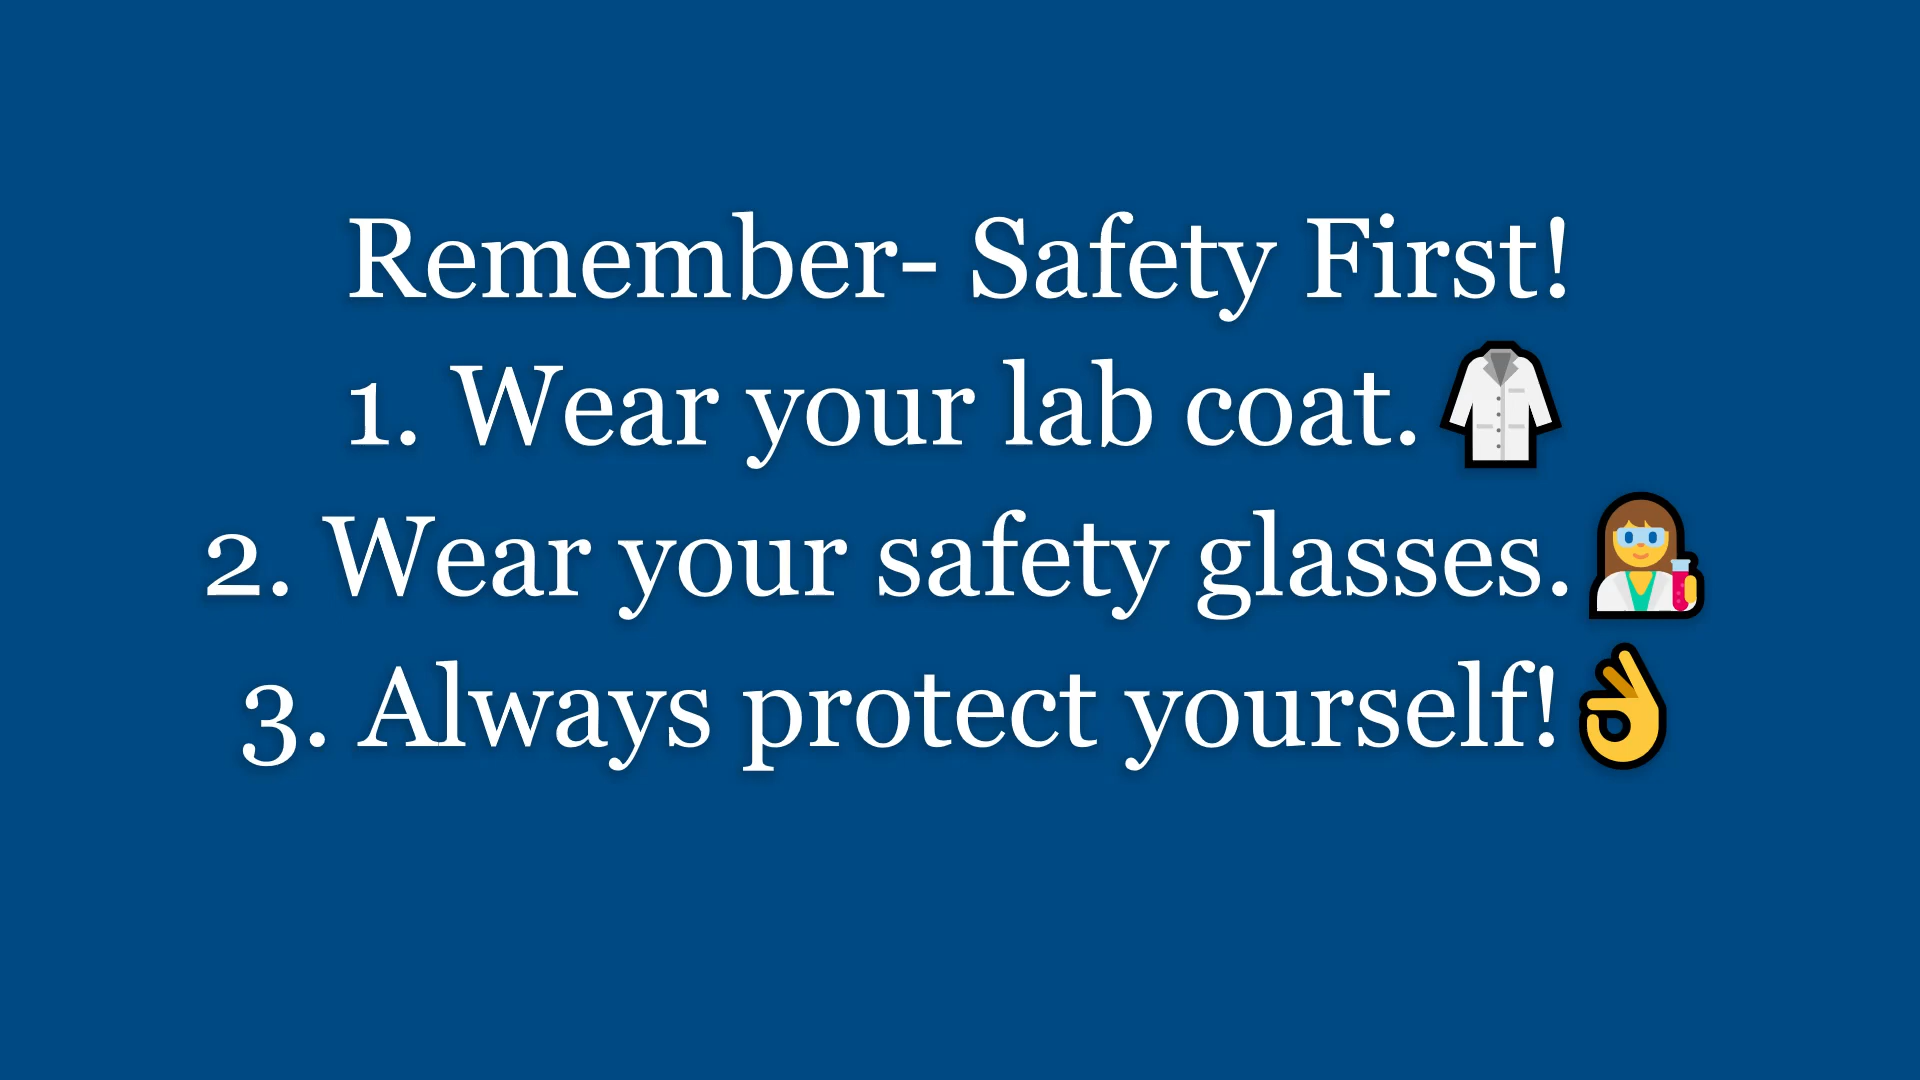 Remember- Safety First!
1. Wear your lab coat.🥼
2. Wear your safety glasses.👩‍🔬
3. Always protect yourself!👌